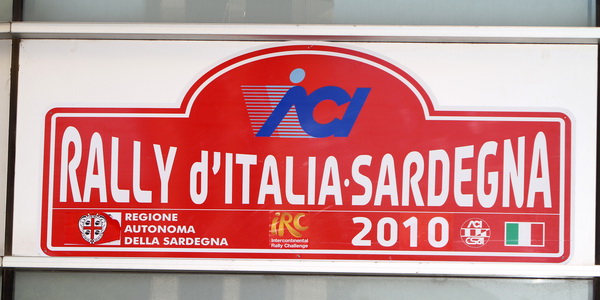 ACI
RALLY d'ITALIA·SARDEGNA
REGIONE
AUTONOMA
DELLA SARDEGNA
iRC
Intercontinental
Rally Challenge
2010
ACI
CSAI